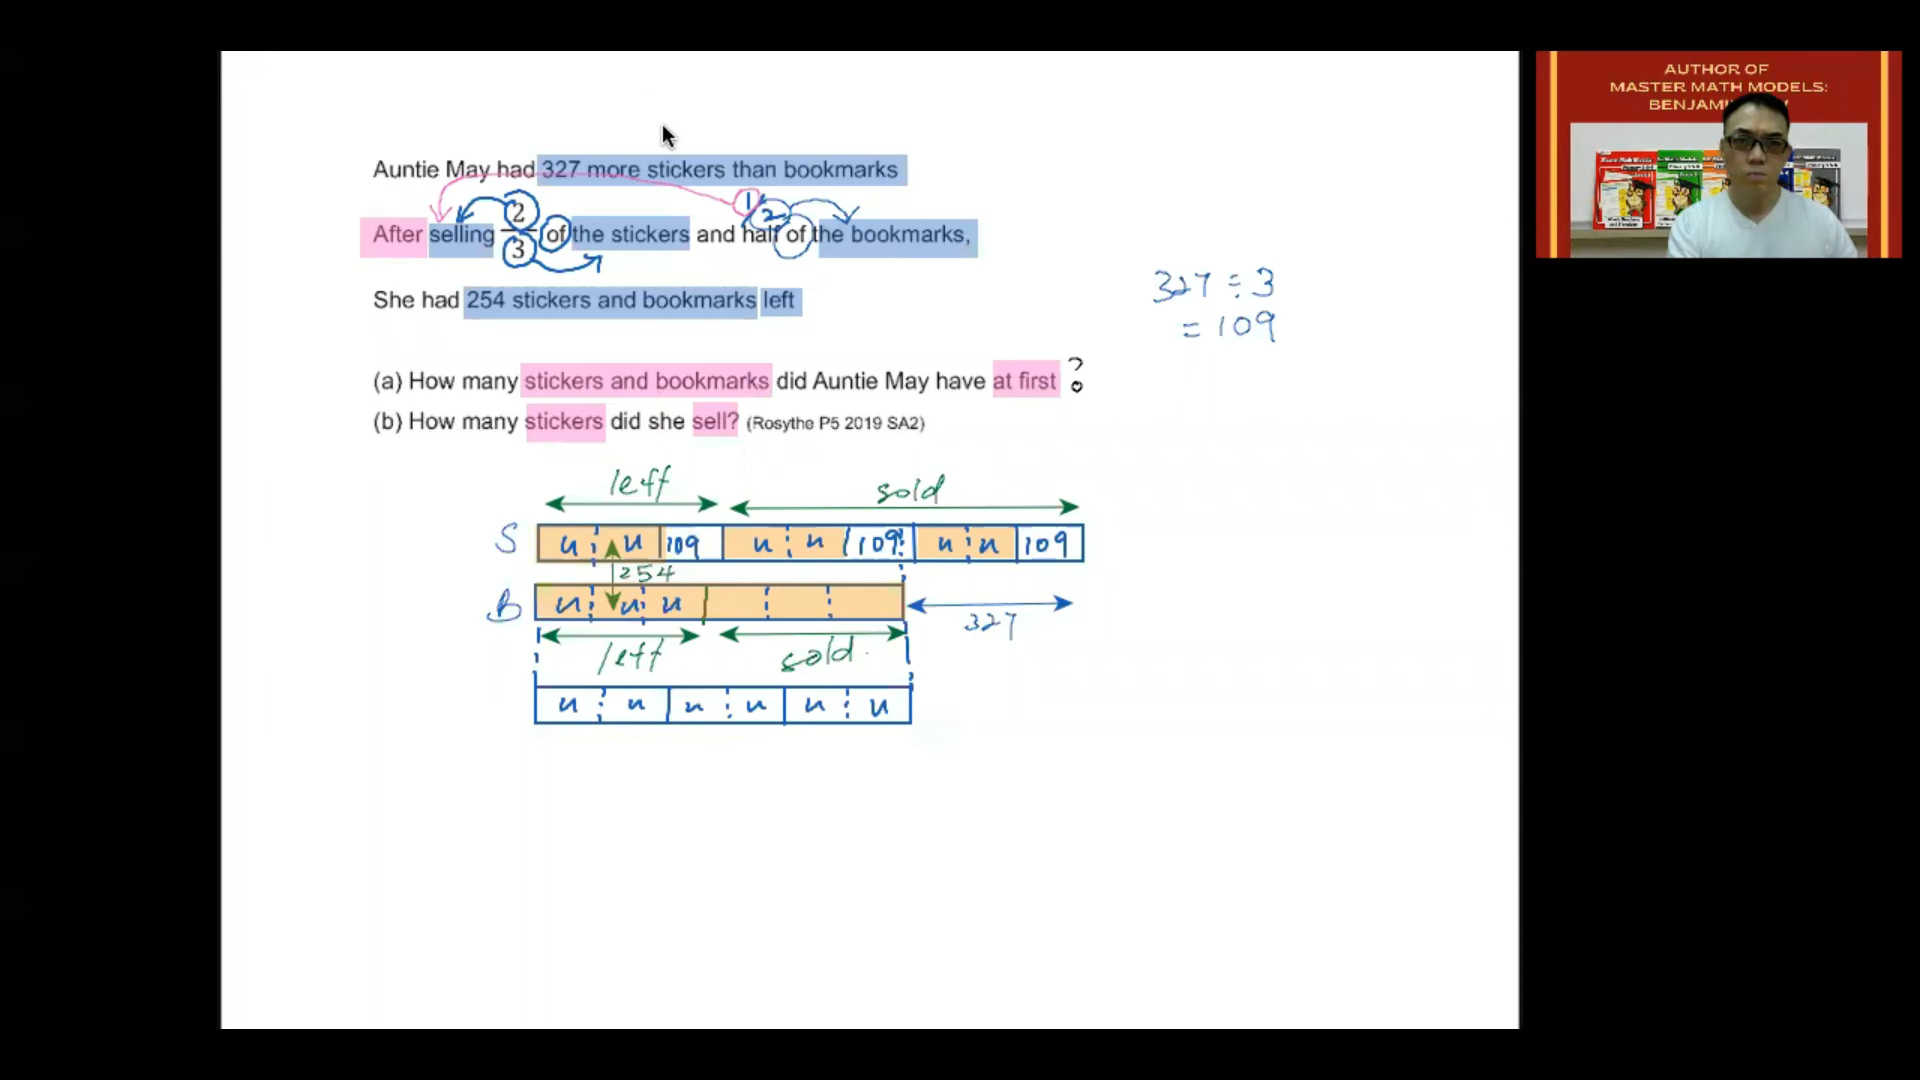 AUTHOR OF
MASTER MATH MODELS:
Auntie May had 327 more stickers than bookmarks
1
2
2
After selling — of the stickers and half of the bookmarks,
3
She had 254 stickers and bookmarks left
327 ÷ 3
= 109
(a) How many stickers and bookmarks did Auntie May have at first ?
(b) How many stickers did she sell? (Rosythe P5 2019 SA2)
left sold
S u u 109 u u 109 u u 109
254
B u u u
327
left sold.
u u u u u u